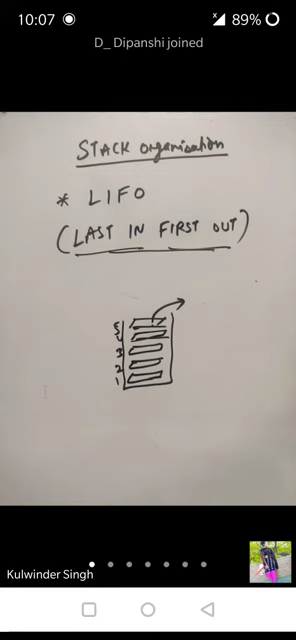 10:07
89%
D_ Dipanshi joined
STACK organisation
* LIFO
(LAST IN FIRST OUT)
5
4
3
2
1
Kulwinder Singh